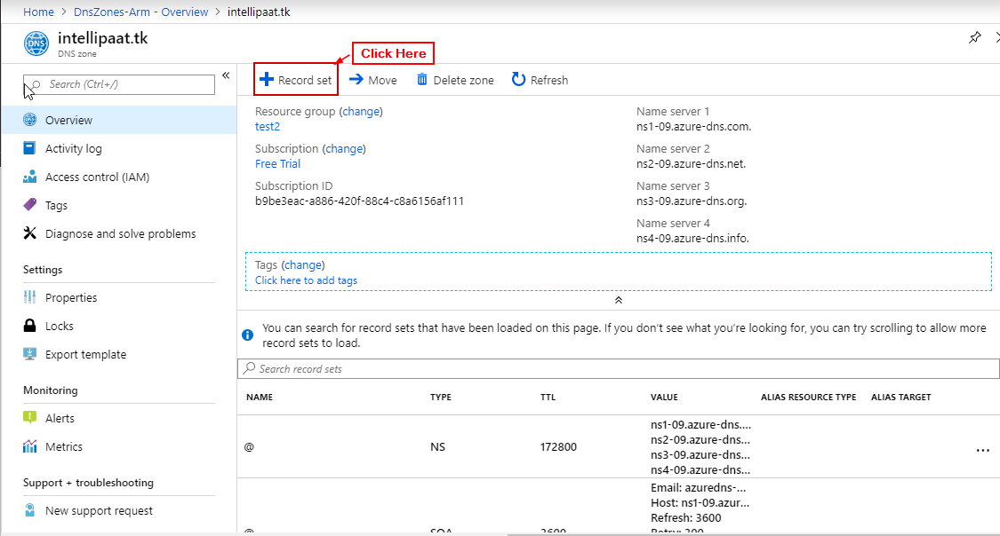 Home > DnsZones-Arm - Overview > intellipaat.tk
intellipaat.tk
DNS
DNS zone
Click Here
Search (Ctrl+/)
«
Record set
Move
Delete zone
Refresh
Overview
Activity log
Access control (IAM)
Tags
Diagnose and solve problems
Settings
Properties
Locks
Export template
Monitoring
Alerts
Metrics
Support + troubleshooting
New support request
Resource group (change)
test2
Subscription (change)
Free Trial
Subscription ID
b9be3eac-a886-420f-88c4-c8a6156af111
Name server 1
ns1-09.azure-dns.com.
Name server 2
ns2-09.azure-dns.net.
Name server 3
ns3-09.azure-dns.org.
Name server 4
ns4-09.azure-dns.info.
Tags (change)
Click here to add tags
You can search for record sets that have been loaded on this page. If you don't see what you're looking for, you can try scrolling to allow more
record sets to load.
Search record sets
NAME TYPE TTL VALUE ALIAS RESOURCE TYPE ALIAS TARGET
@ NS 172800
ns1-09.azure-dns....
ns2-09.azure-dns...
ns3-09.azure-dns...
ns4-09.azure-dns...
...
Email: azuredns-...
Host: ns1-09.azur...
Refresh: 3600
@ SOA 3600 Retry: 300